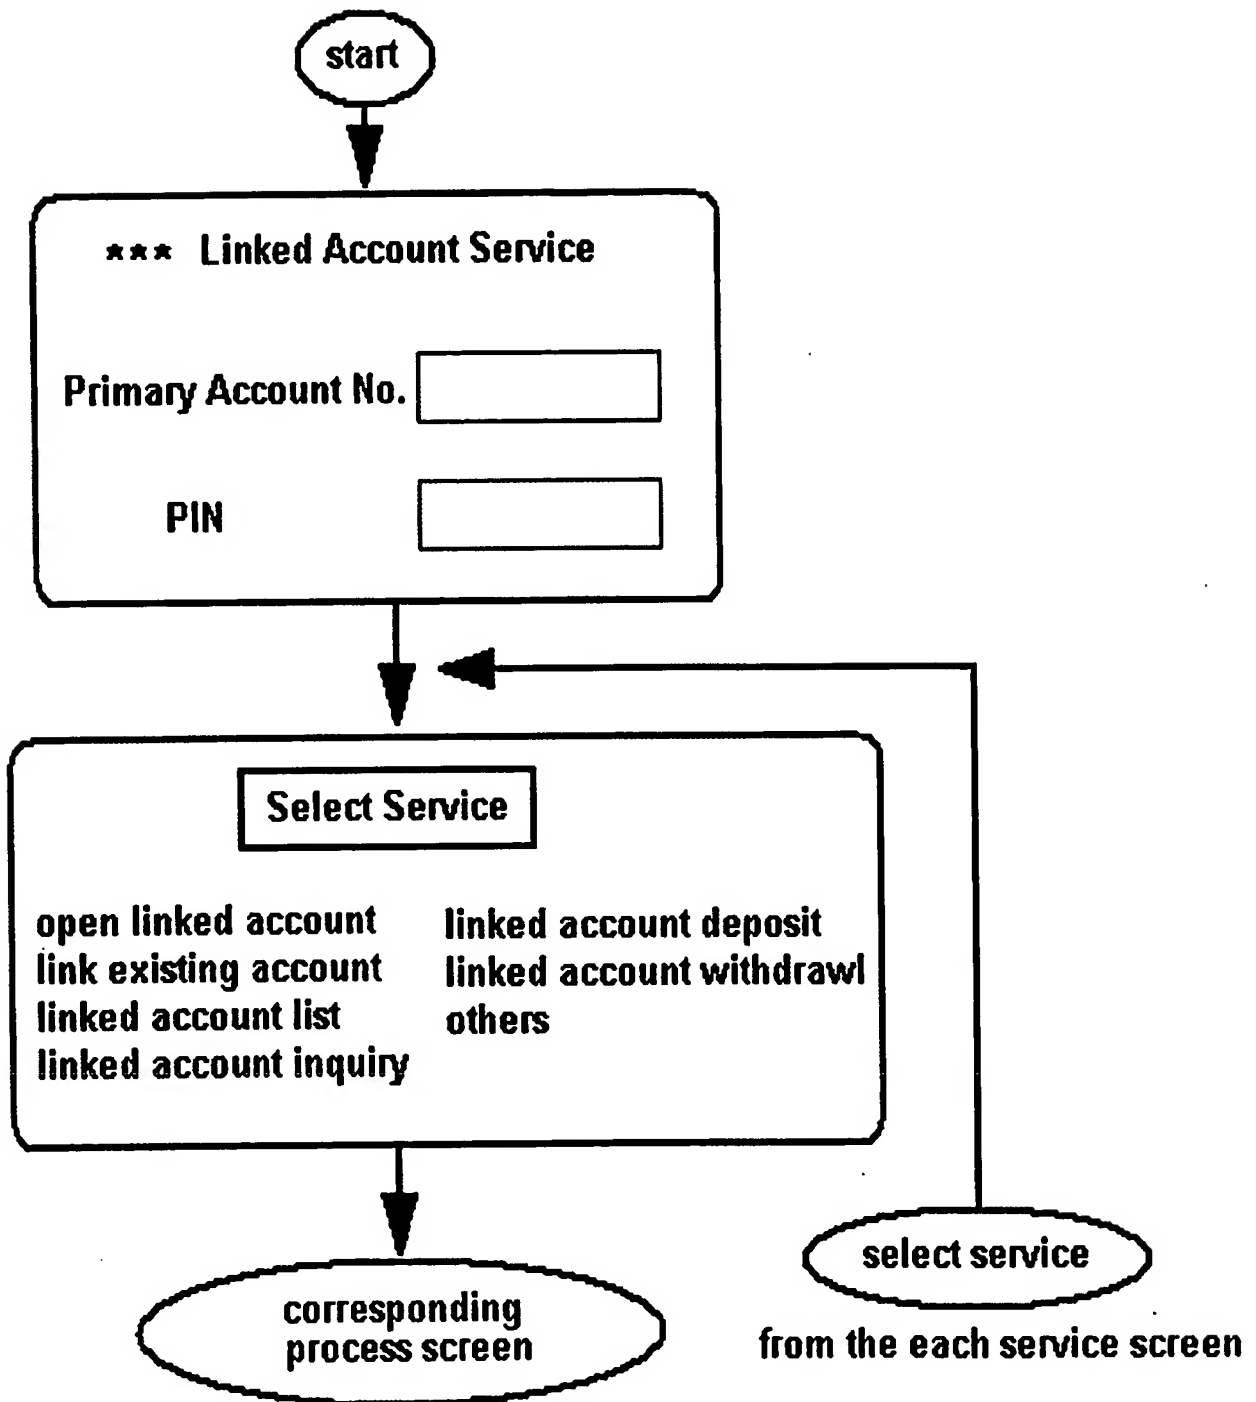 start
*** Linked Account Service
Primary Account No.
PIN
Select Service
open linked account
link existing account
linked account list
linked account inquiry
linked account deposit
linked account withdrawl
others
corresponding
process screen
select service
from the each service screen